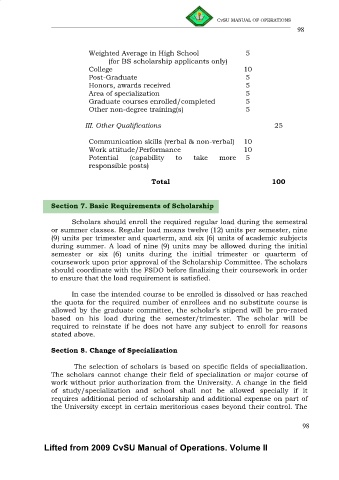 CvSU MANUAL OF OPERATIONS
98
Weighted Average in High School 5
(for BS scholarship applicants only)
College 10
Post-Graduate 5
Honors, awards received 5
Area of specialization 5
Graduate courses enrolled/completed 5
Other non-degree training(s) 5
III. Other Qualifications 25
Communication skills (verbal & non-verbal) 10
Work attitude/Performance 10
Potential (capability to take more 5
responsible posts)
Total 100
Section 7. Basic Requirements of Scholarship
Scholars should enroll the required regular load during the semestral
or summer classes. Regular load means twelve (12) units per semester, nine
(9) units per trimester and quarterm, and six (6) units of academic subjects
during summer. A load of nine (9) units may be allowed during the initial
semester or six (6) units during the initial trimester or quarterm of
coursework upon prior approval of the Scholarship Committee. The scholars
should coordinate with the FSDO before finalizing their coursework in order
to ensure that the load requirement is satisfied.
In case the intended course to be enrolled is dissolved or has reached
the quota for the required number of enrollees and no substitute course is
allowed by the graduate committee, the scholar's stipend will be pro-rated
based on his load during the semester/trimester. The scholar will be
required to reinstate if he does not have any subject to enroll for reasons
stated above.
Section 8. Change of Specialization
The selection of scholars is based on specific fields of specialization.
The scholars cannot change their field of specialization or major course of
work without prior authorization from the University. A change in the field
of study/specialization and school shall not be allowed specially if it
requires additional period of scholarship and additional expense on part of
the University except in certain meritorious cases beyond their control. The
98
Lifted from 2009 CvSU Manual of Operations. Volume II